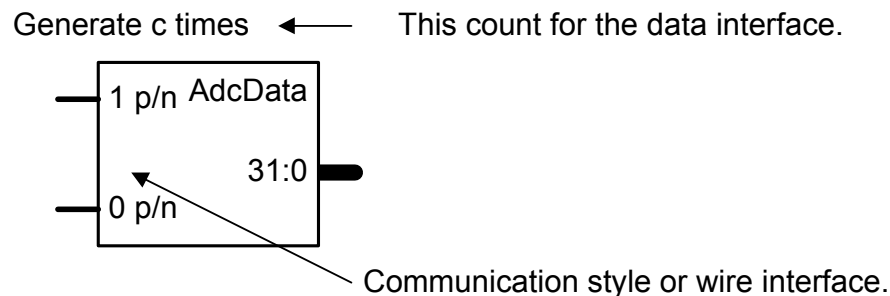 Generate c times This count for the data interface.
1 p/n AdcData
31:0
0 p/n
Communication style or wire interface.